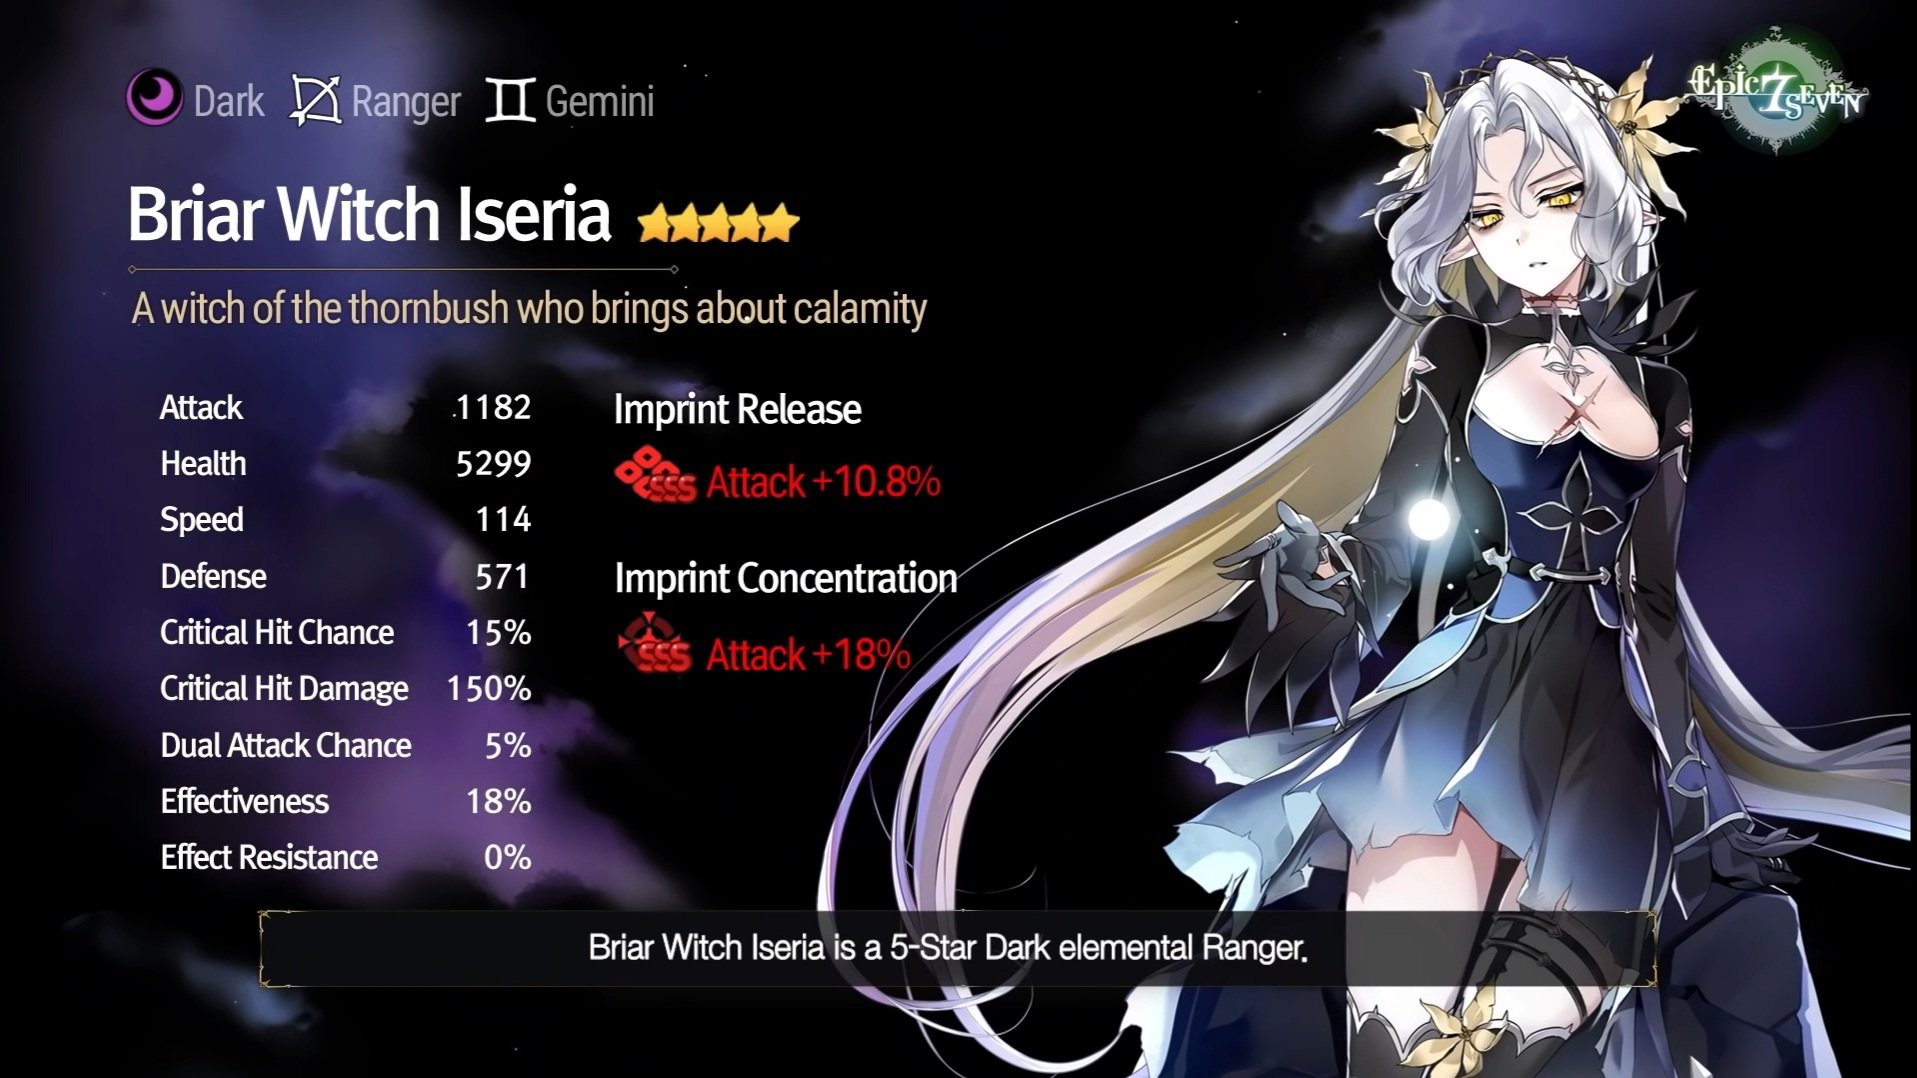 Dark Ranger Gemini
Epic 7 Seven
Briar Witch Iseria
A witch of the thornbush who brings about calamity
Attack 1182
Health 5299
Speed 114
Defense 571
Critical Hit Chance 15%
Critical Hit Damage 150%
Dual Attack Chance 5%
Effectiveness 18%
Effect Resistance 0%
Imprint Release
SSS Attack +10.8%
Imprint Concentration
SSS Attack +18%
Briar Witch Iseria is a 5-Star Dark elemental Ranger.